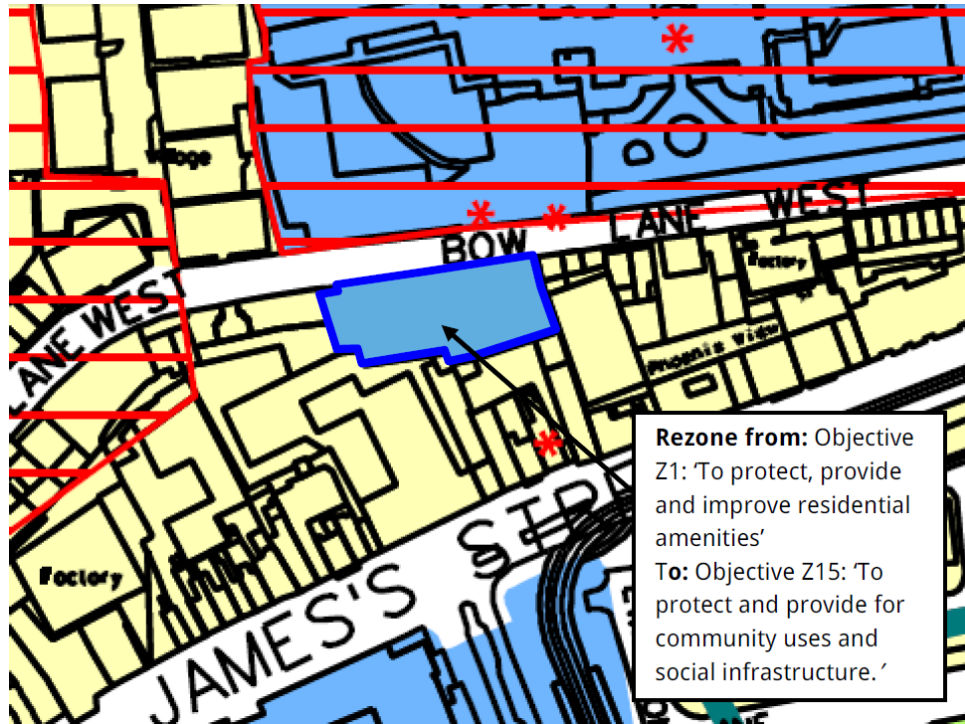 Village
BOW LANE WEST
LANE WEST
Factory
Phoenix View
Factory
JAMES'S
Rezone from: Objective
Z1: ‘To protect, provide
and improve residential
amenities’
To: Objective Z15: ‘To
protect and provide for
community uses and
social infrastructure.’